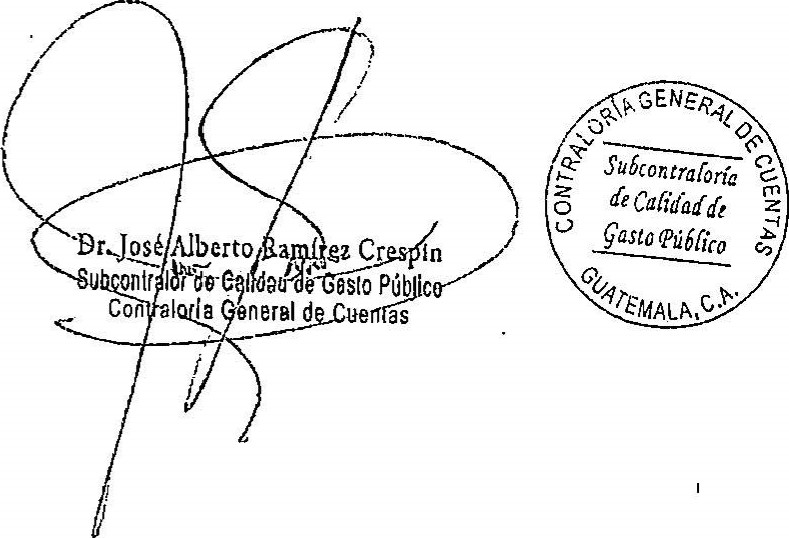 Dr. José Alberto Ramírez Crespin
Subcontralor de Calidad de Gasto Público
Contraloría General de Cuentas
CONTRALORÍA GENERAL DE CUENTAS
Subcontraloría
de Calidad de
Gasto Público
GUATEMALA, C.A.